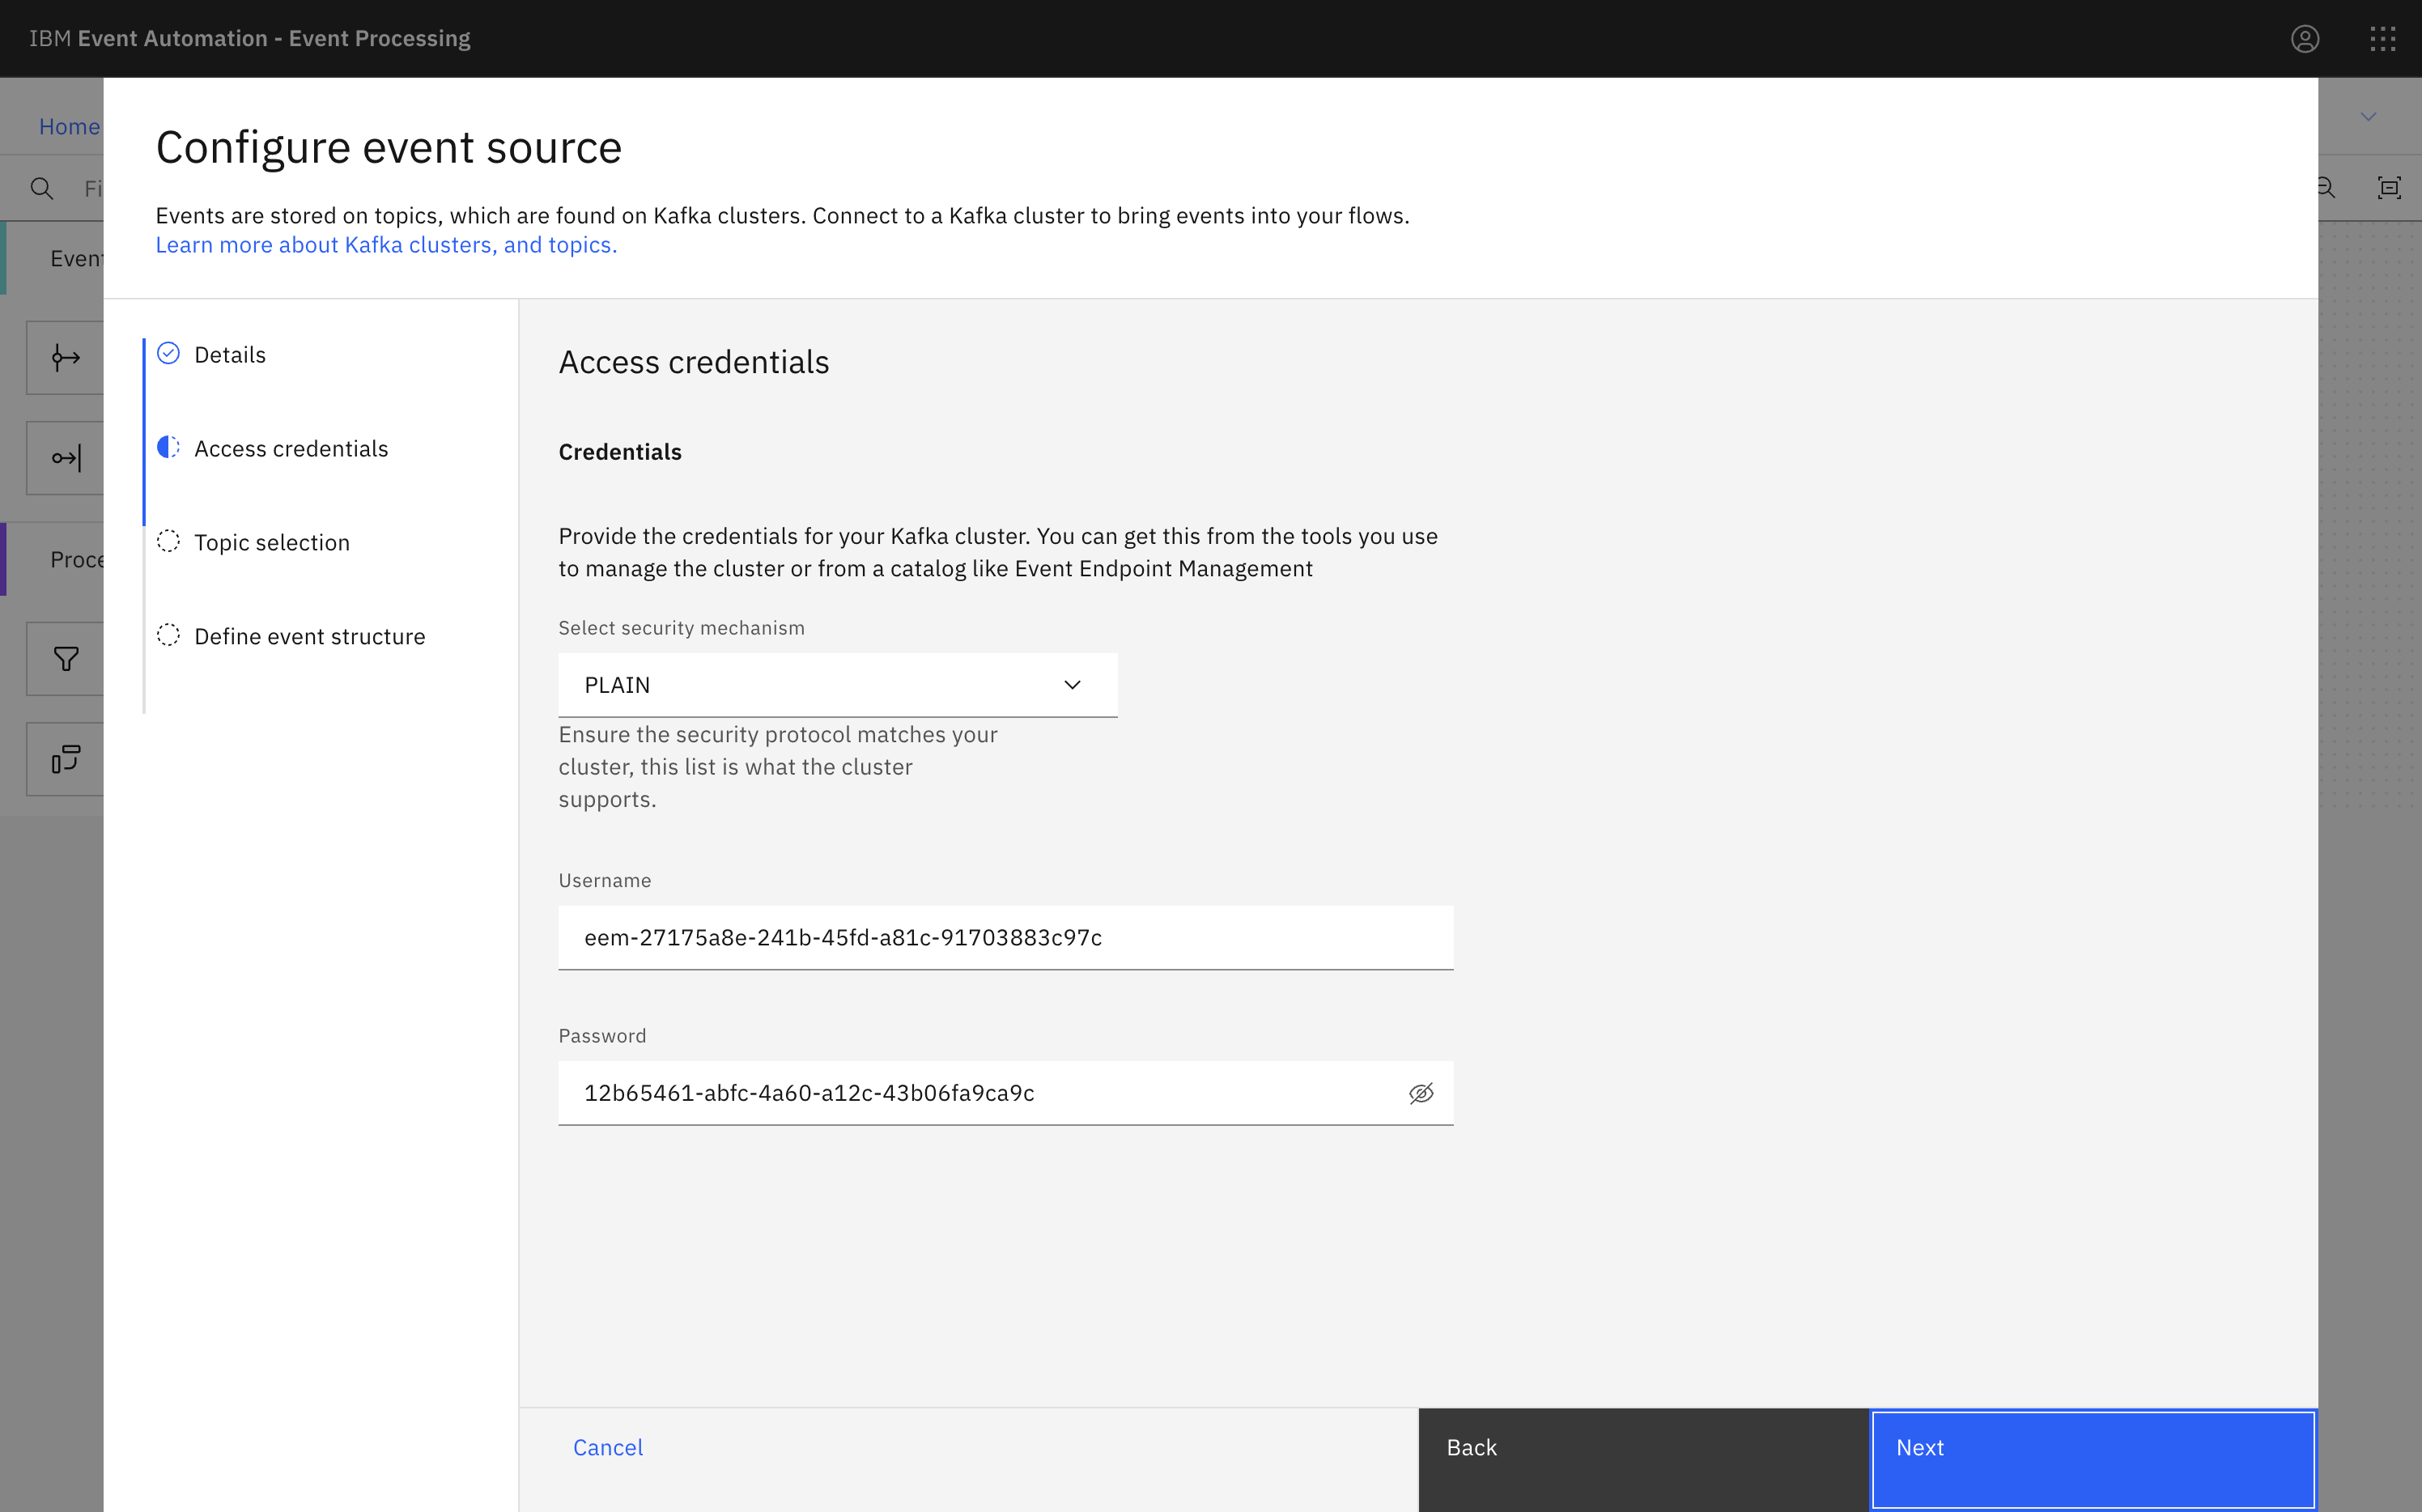 IBM Event Automation - Event Processing
Home
Configure event source
Events are stored on topics, which are found on Kafka clusters. Connect to a Kafka cluster to bring events into your flows.
Learn more about Kafka clusters, and topics.
Fi
Event
Proce
Details
Access credentials
Topic selection
Define event structure
Access credentials
Credentials
Provide the credentials for your Kafka cluster. You can get this from the tools you use
to manage the cluster or from a catalog like Event Endpoint Management
Select security mechanism
PLAIN
Ensure the security protocol matches your
cluster, this list is what the cluster
supports.
Username
eem-27175a8e-241b-45fd-a81c-91703883c97c
Password
12b65461-abfc-4a60-a12c-43b06fa9ca9c
Cancel
Back
Next